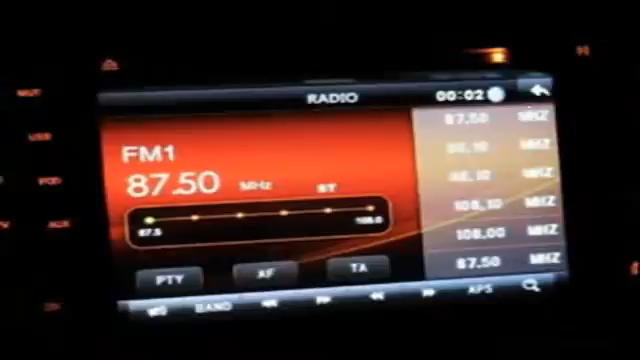 RADIO 00:02
FM1
87.50 MHz ST
87.5 108.0
PTY AF TA
BAND APS
87.50 MHZ
MHZ
MHZ
108.10 MHZ
108.00 MHZ
87.50 MHZ
MUT
USB
AUX